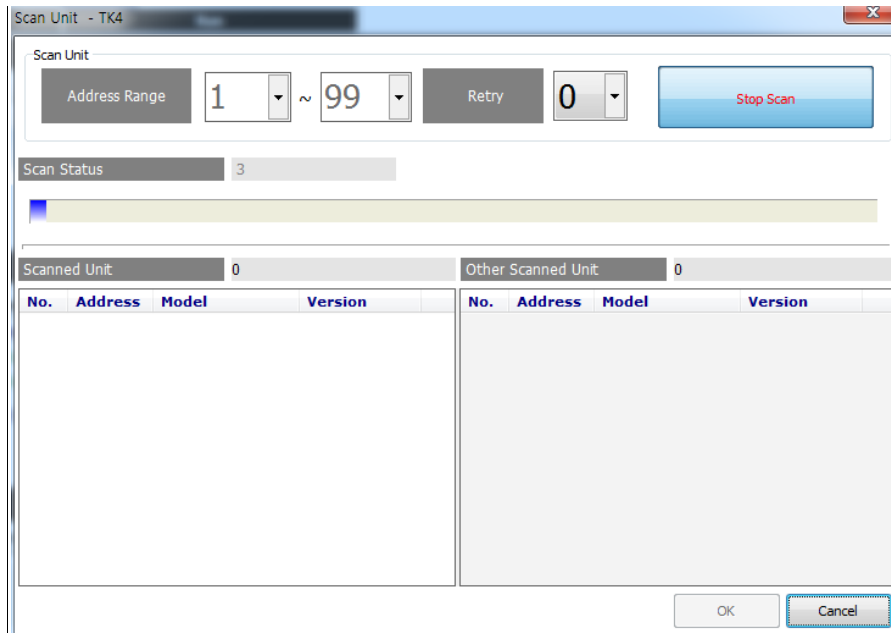 Scan Unit - TK4
Scan Unit
Address Range 1 ~ 99 Retry 0 Stop Scan
Scan Status 3
Scanned Unit 0 Other Scanned Unit 0
No. Address Model Version No. Address Model Version
OK Cancel